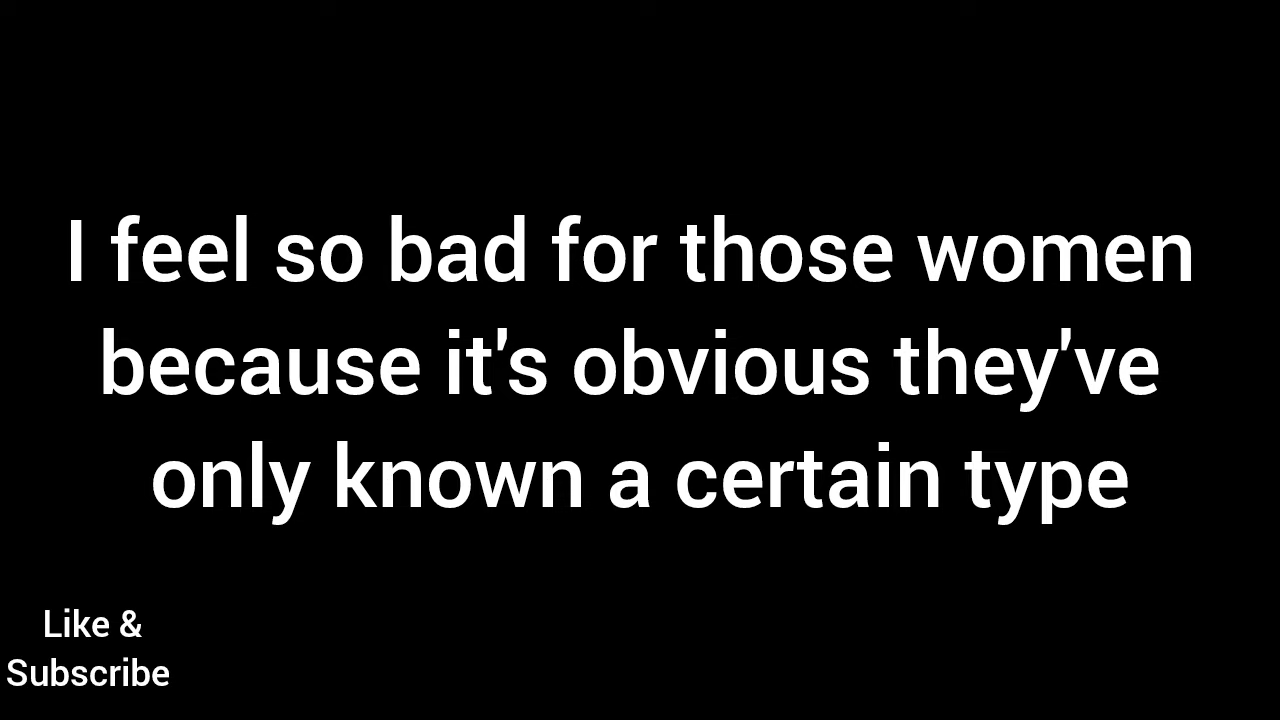 I feel so bad for those women
because it's obvious they've
only known a certain type
Like &
Subscribe